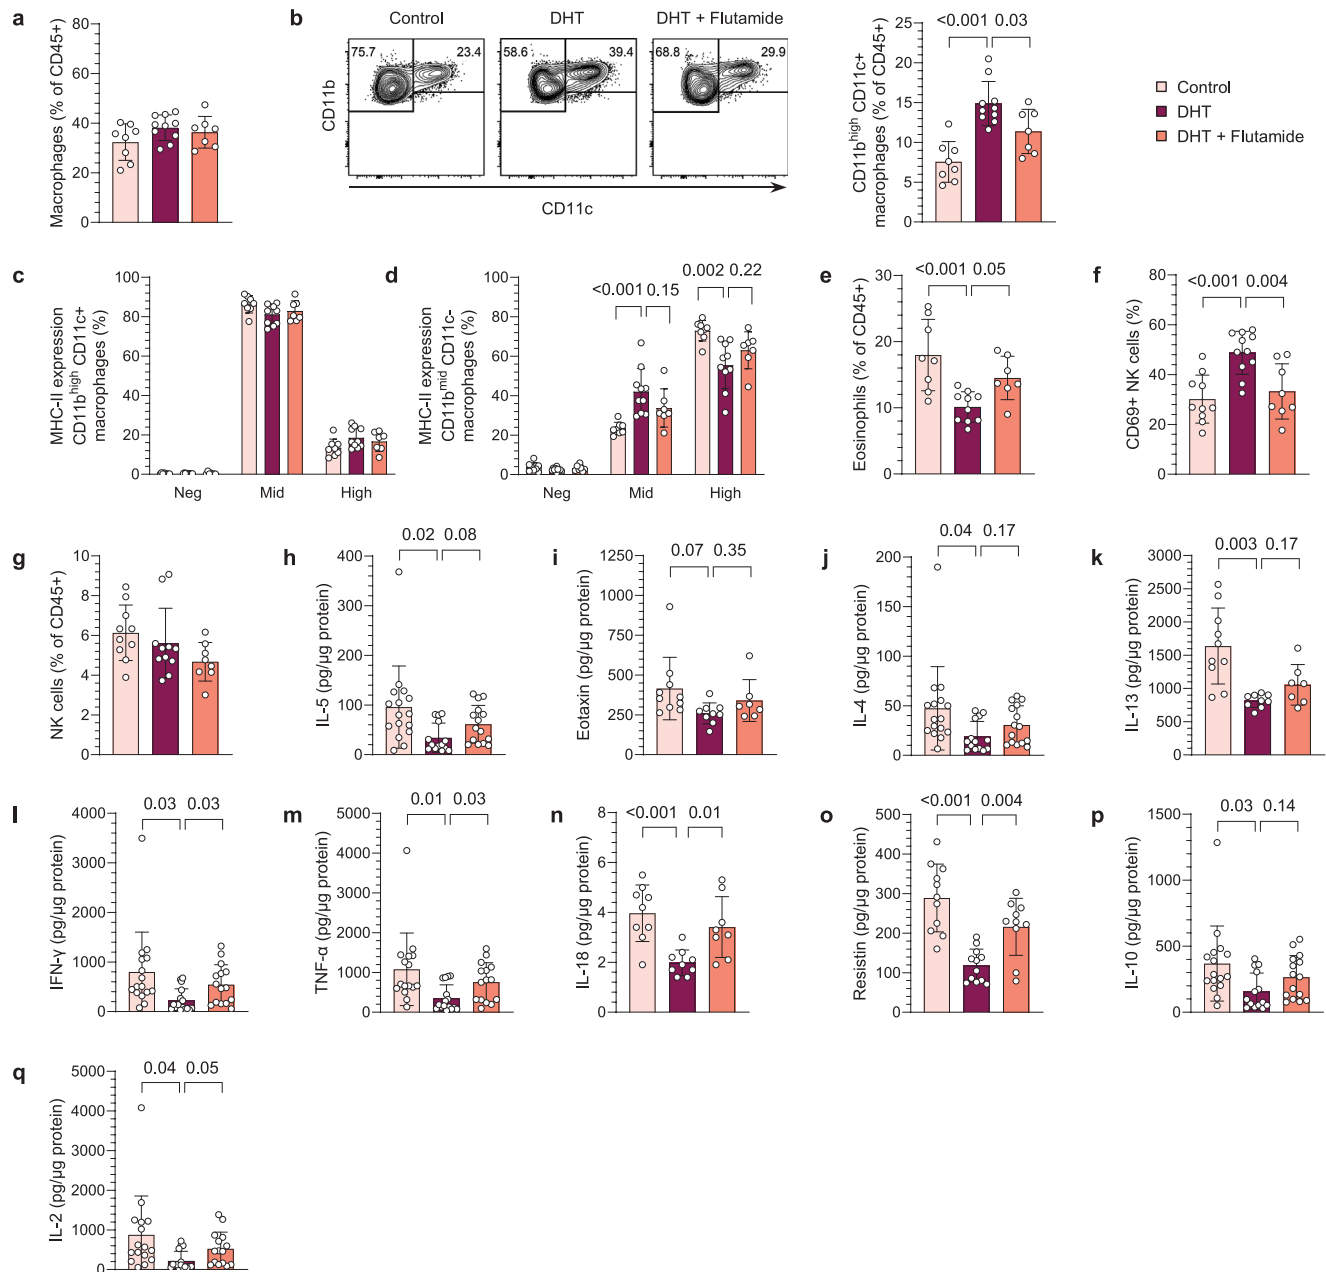 a
Macrophages (% of CD45+)
80
60
40
20
0
b
Control
DHT
DHT + Flutamide
75.7
23.4
58.6
39.4
68.8
29.9
CD11b
CD11c
CD11b^high CD11c+
macrophages (% of CD45+)
25
20
15
10
5
0
<0.001
0.03
Control
DHT
DHT + Flutamide
c
MHC-II expression
CD11b^high CD11c+
macrophages (%)
100
80
60
40
20
0
Neg
Mid
High
d
MHC-II expression
CD11b^mid CD11c-
macrophages (%)
100
80
60
40
20
0
<0.001
0.15
0.002
0.22
Neg
Mid
High
e
Eosinophils (% of CD45+)
30
20
10
0
<0.001
0.05
f
CD69+ NK cells (%)
80
60
40
20
0
<0.001
0.004
g
NK cells (% of CD45+)
10
8
6
4
2
0
h
IL-5 (pg/µg protein)
400
300
200
100
0
0.02
0.08
i
Eotaxin (pg/µg protein)
1250
1000
750
500
250
0
0.07
0.35
j
IL-4 (pg/µg protein)
200
150
100
50
0
0.04
0.17
k
IL-13 (pg/µg protein)
3000
2500
2000
1500
1000
500
0
0.003
0.17
l
IFN-γ (pg/µg protein)
4000
3000
2000
1000
0
0.03
0.03
m
TNF-α (pg/µg protein)
5000
4000
3000
2000
1000
0
0.01
0.03
n
IL-18 (pg/µg protein)
8
6
4
2
0
<0.001
0.01
o
Resistin (pg/µg protein)
500
400
300
200
100
0
<0.001
0.004
p
IL-10 (pg/µg protein)
1500
1000
500
0
0.03
0.14
q
IL-2 (pg/µg protein)
5000
4000
3000
2000
1000
0
0.04
0.05